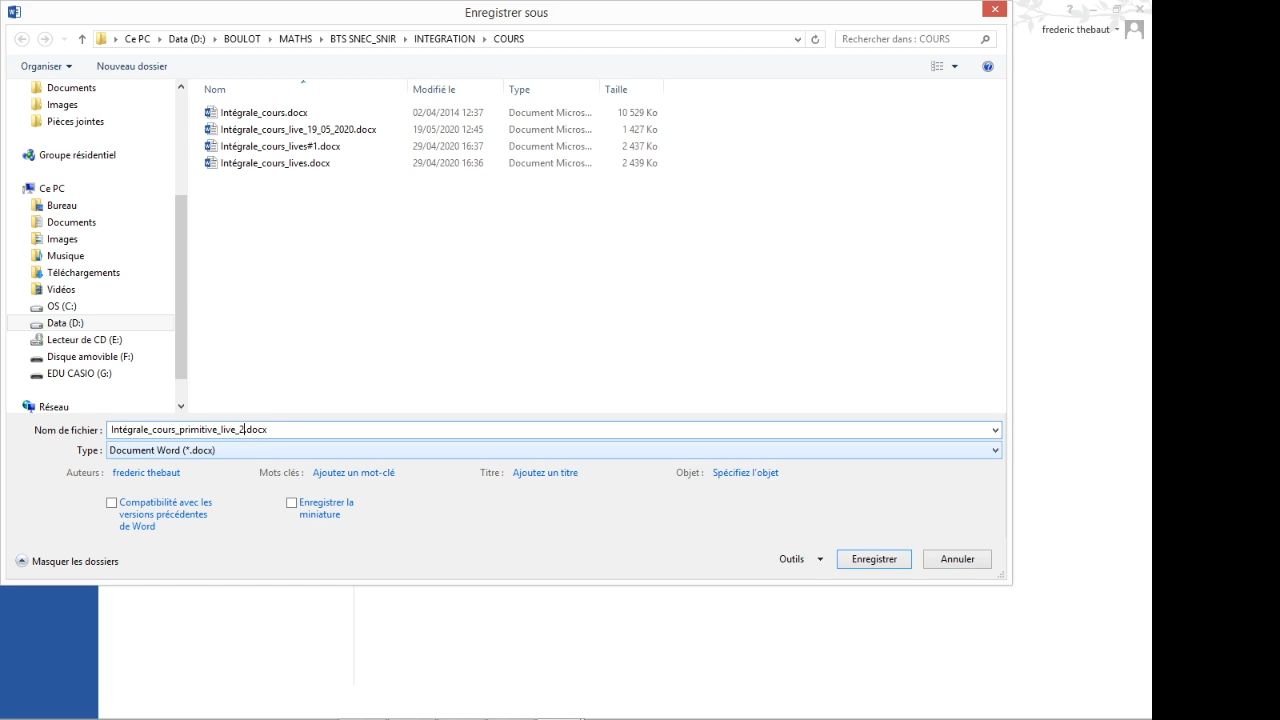 Enregistrer sous
frederic thebaut
Ce PC Data (D:) BOULOT MATHS BTS SNEC_SNIR INTEGRATION COURS
Rechercher dans : COURS
Organiser
Nouveau dossier
Documents
Images
Pièces jointes
Groupe résidentiel
Ce PC
Bureau
Documents
Images
Musique
Téléchargements
Vidéos
OS (C:)
Data (D:)
Lecteur de CD (E:)
Disque amovible (F:)
EDU CASIO (G:)
Réseau
Nom Modifié le Type Taille
Intégrale_cours.docx 02/04/2014 12:37 Document Micros... 10 529 Ko
Intégrale_cours_live_19_05_2020.docx 19/05/2020 12:45 Document Micros... 1 427 Ko
Intégrale_cours_lives#1.docx 29/04/2020 16:37 Document Micros... 2 437 Ko
Intégrale_cours_lives.docx 29/04/2020 16:36 Document Micros... 2 439 Ko
Nom de fichier : Intégrale_cours_primitive_live_2.docx
Type : Document Word (*.docx)
Auteurs : frederic thebaut Mots clés : Ajoutez un mot-clé Titre : Ajoutez un titre Objet : Spécifiez l'objet
Compatibilité avec les
versions précédentes
de Word
Enregistrer la
miniature
Masquer les dossiers
Outils Enregistrer Annuler